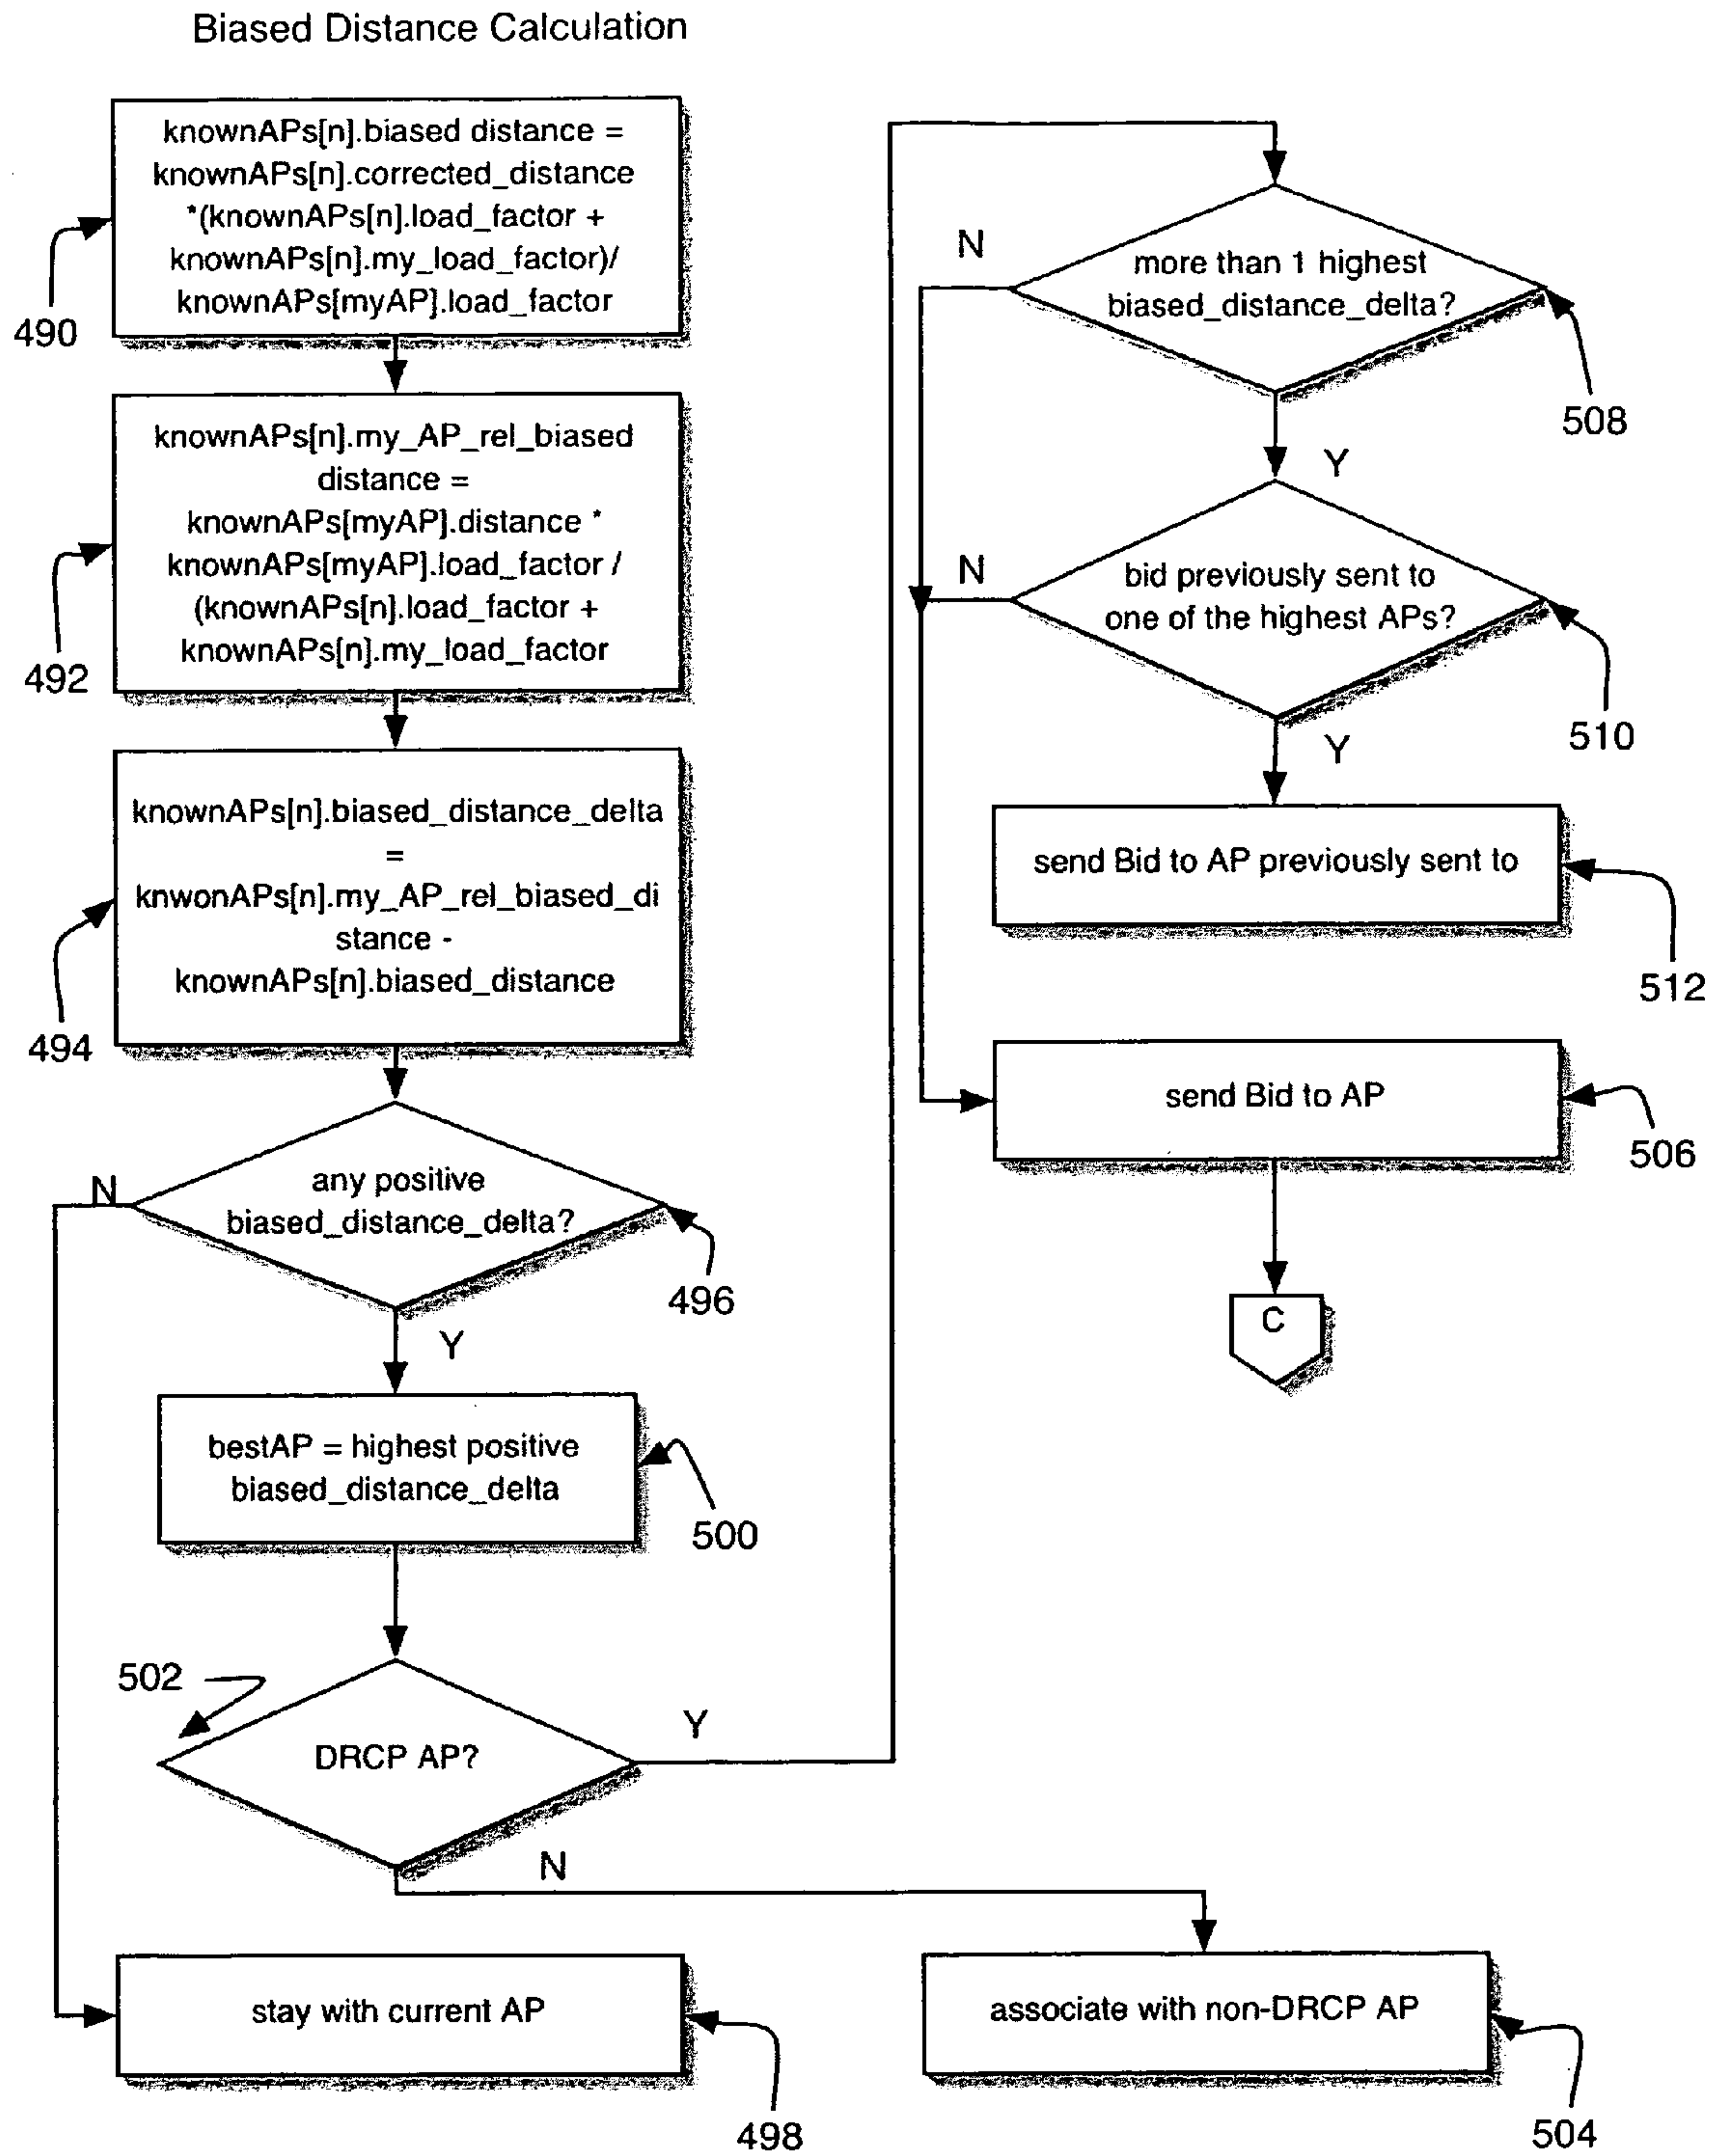 Biased Distance Calculation
knownAPs[n].biased distance =
knownAPs[n].corrected_distance
*(knownAPs[n].load_factor +
knownAPs[n].my_load_factor)/
knownAPs[myAP].load_factor
490
knownAPs[n].my_AP_rel_biased
distance =
knownAPs[myAP].distance *
knownAPs[myAP].load_factor /
(knownAPs[n].load_factor +
knownAPs[n].my_load_factor
492
knownAPs[n].biased_distance_delta
=
knwonAPs[n].my_AP_rel_biased_di
stance -
knownAPs[n].biased_distance
494
N
any positive
biased_distance_delta?
496
Y
bestAP = highest positive
biased_distance_delta
500
502
DRCP AP?
Y
N
stay with current AP
498
associate with non-DRCP AP
504
N
more than 1 highest
biased_distance_delta?
508
Y
N
bid previously sent to
one of the highest APs?
510
Y
send Bid to AP previously sent to
512
send Bid to AP
506
C